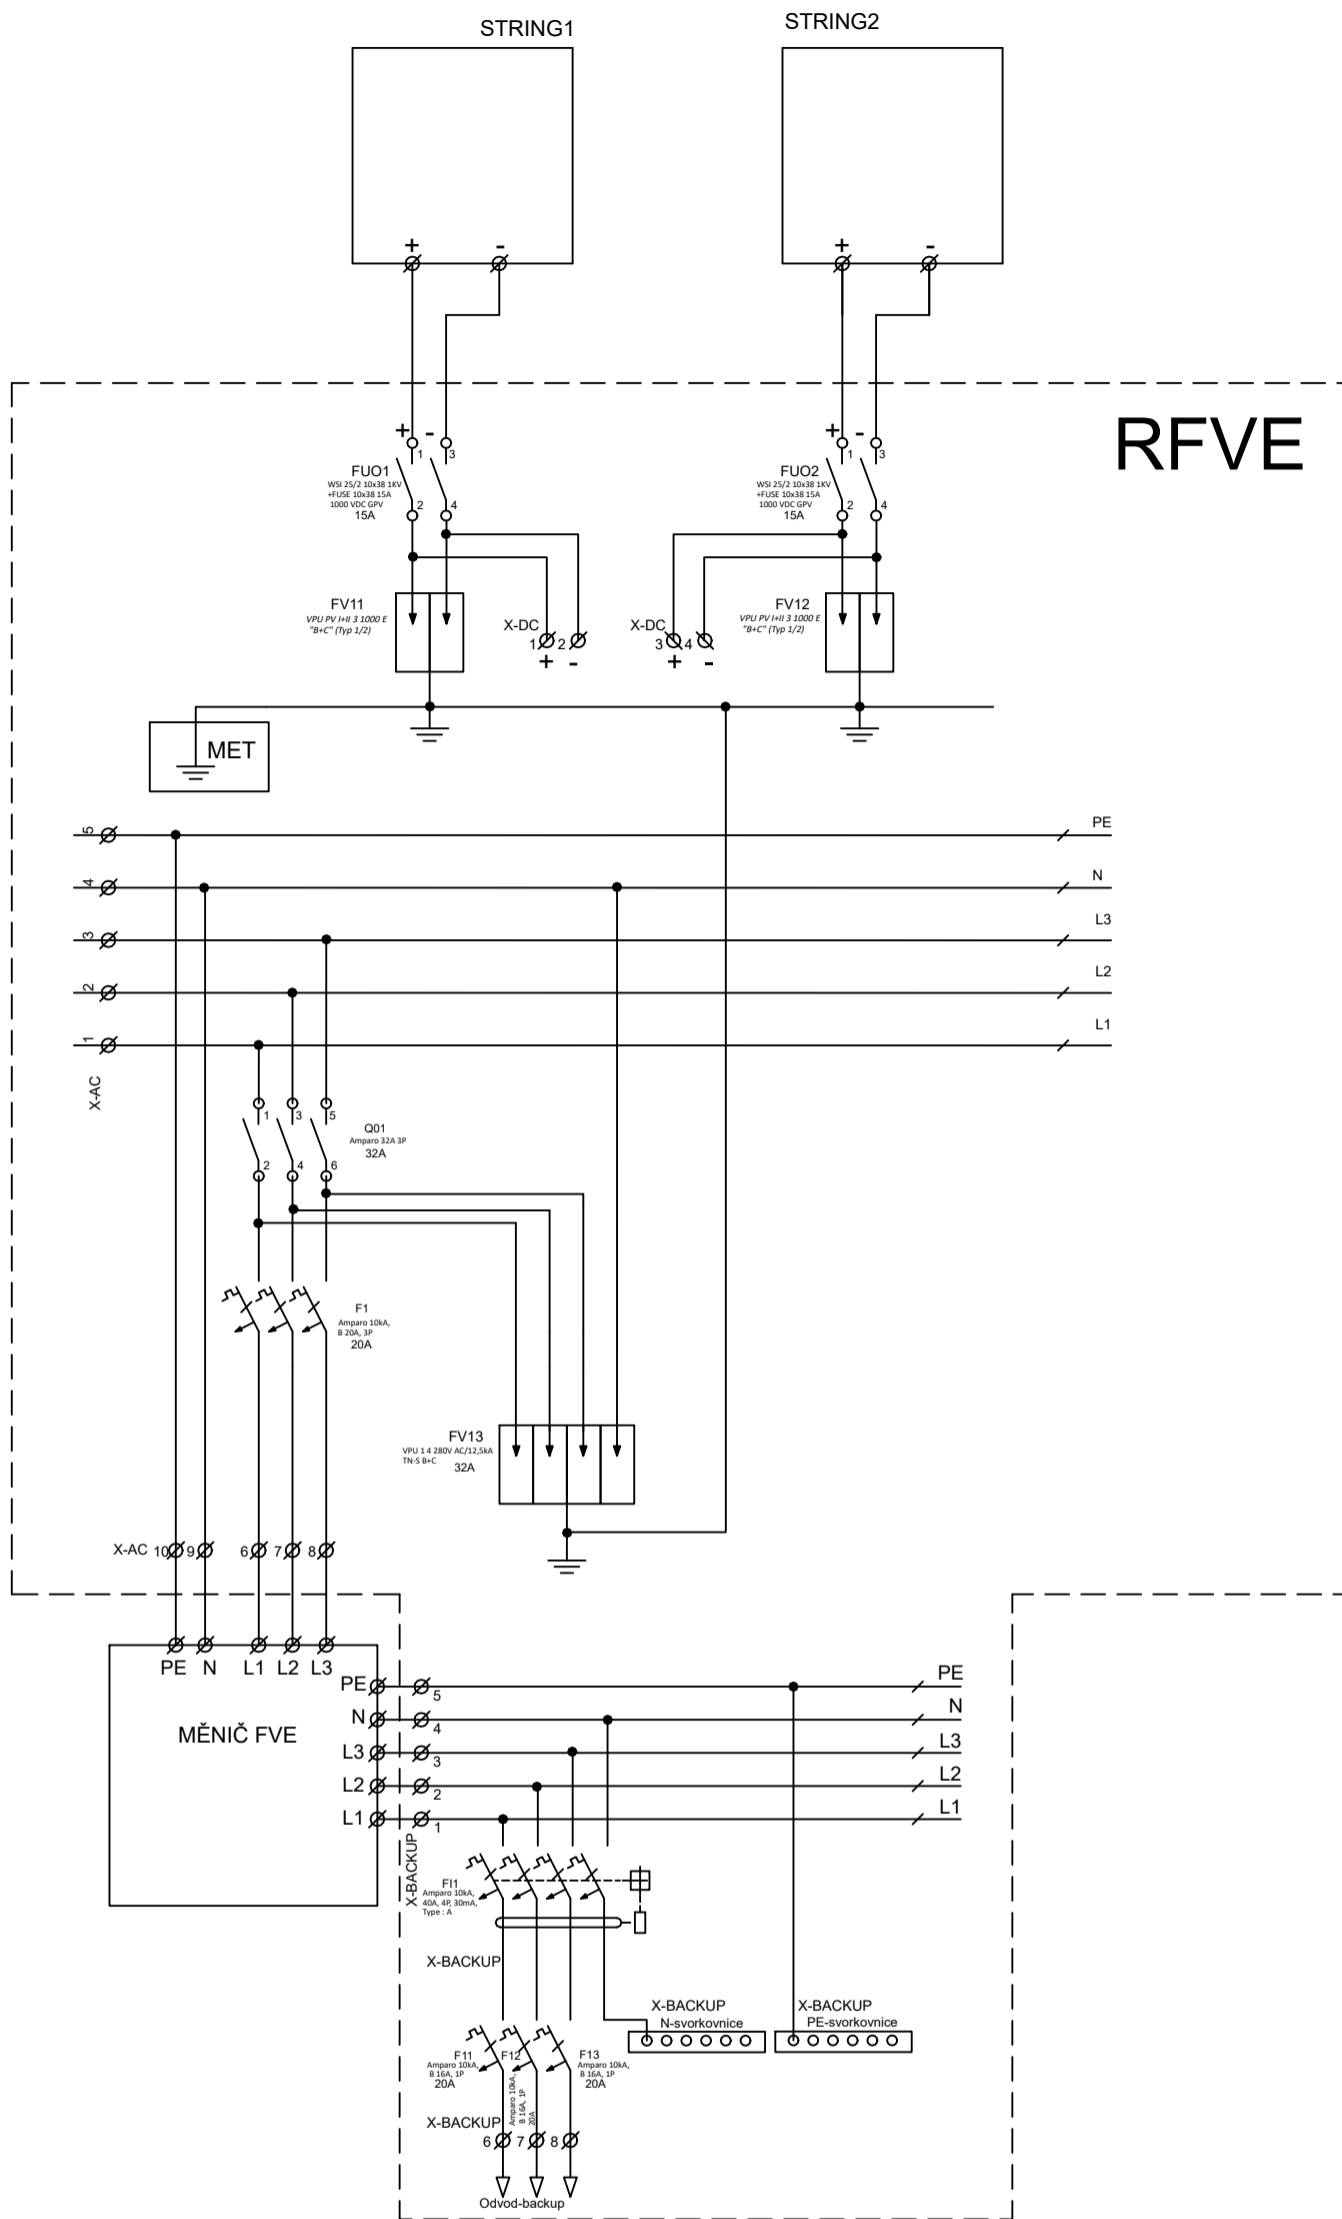 STRING1
STRING2
+
-
+
-
RFVE
+
-
1
3
FUO1
WSI 25/2 10x38 1KV
+FUSE 10x38 15A
1000 VDC GPV
15A
2
4
+
-
1
3
FUO2
WSI 25/2 10x38 1KV
+FUSE 10x38 15A
1000 VDC GPV
15A
2
4
FV11
VPU PV I+II 3 1000 E
"B+C" (Typ 1/2)
X-DC
1
2
+
-
X-DC
3
4
+
-
FV12
VPU PV I+II 3 1000 E
"B+C" (Typ 1/2)
MET
5
PE
4
N
3
L3
2
L2
1
L1
X-AC
1
3
5
Q01
Amparo 32A 3P
32A
2
4
6
F1
Amparo 10kA,
B 20A, 3P
20A
FV13
VPU 1 4 280V AC/12,5kA
TN-S B+C
32A
X-AC
10
9
6
7
8
PE
N
L1
L2
L3
MĚNIČ FVE
PE
5
PE
N
4
N
L3
3
L3
L2
2
L2
L1
1
L1
X-BACKUP
FI1
Amparo 10kA,
40A, 4P, 30mA,
Type : A
X-BACKUP
X-BACKUP
N-svorkovnice
X-BACKUP
PE-svorkovnice
F11
Amparo 10kA,
B 16A, 1P
20A
F12
Amparo 10kA,
B 16A, 1P
20A
F13
Amparo 10kA,
B 16A, 1P
20A
X-BACKUP
6
7
8
Odvod-backup